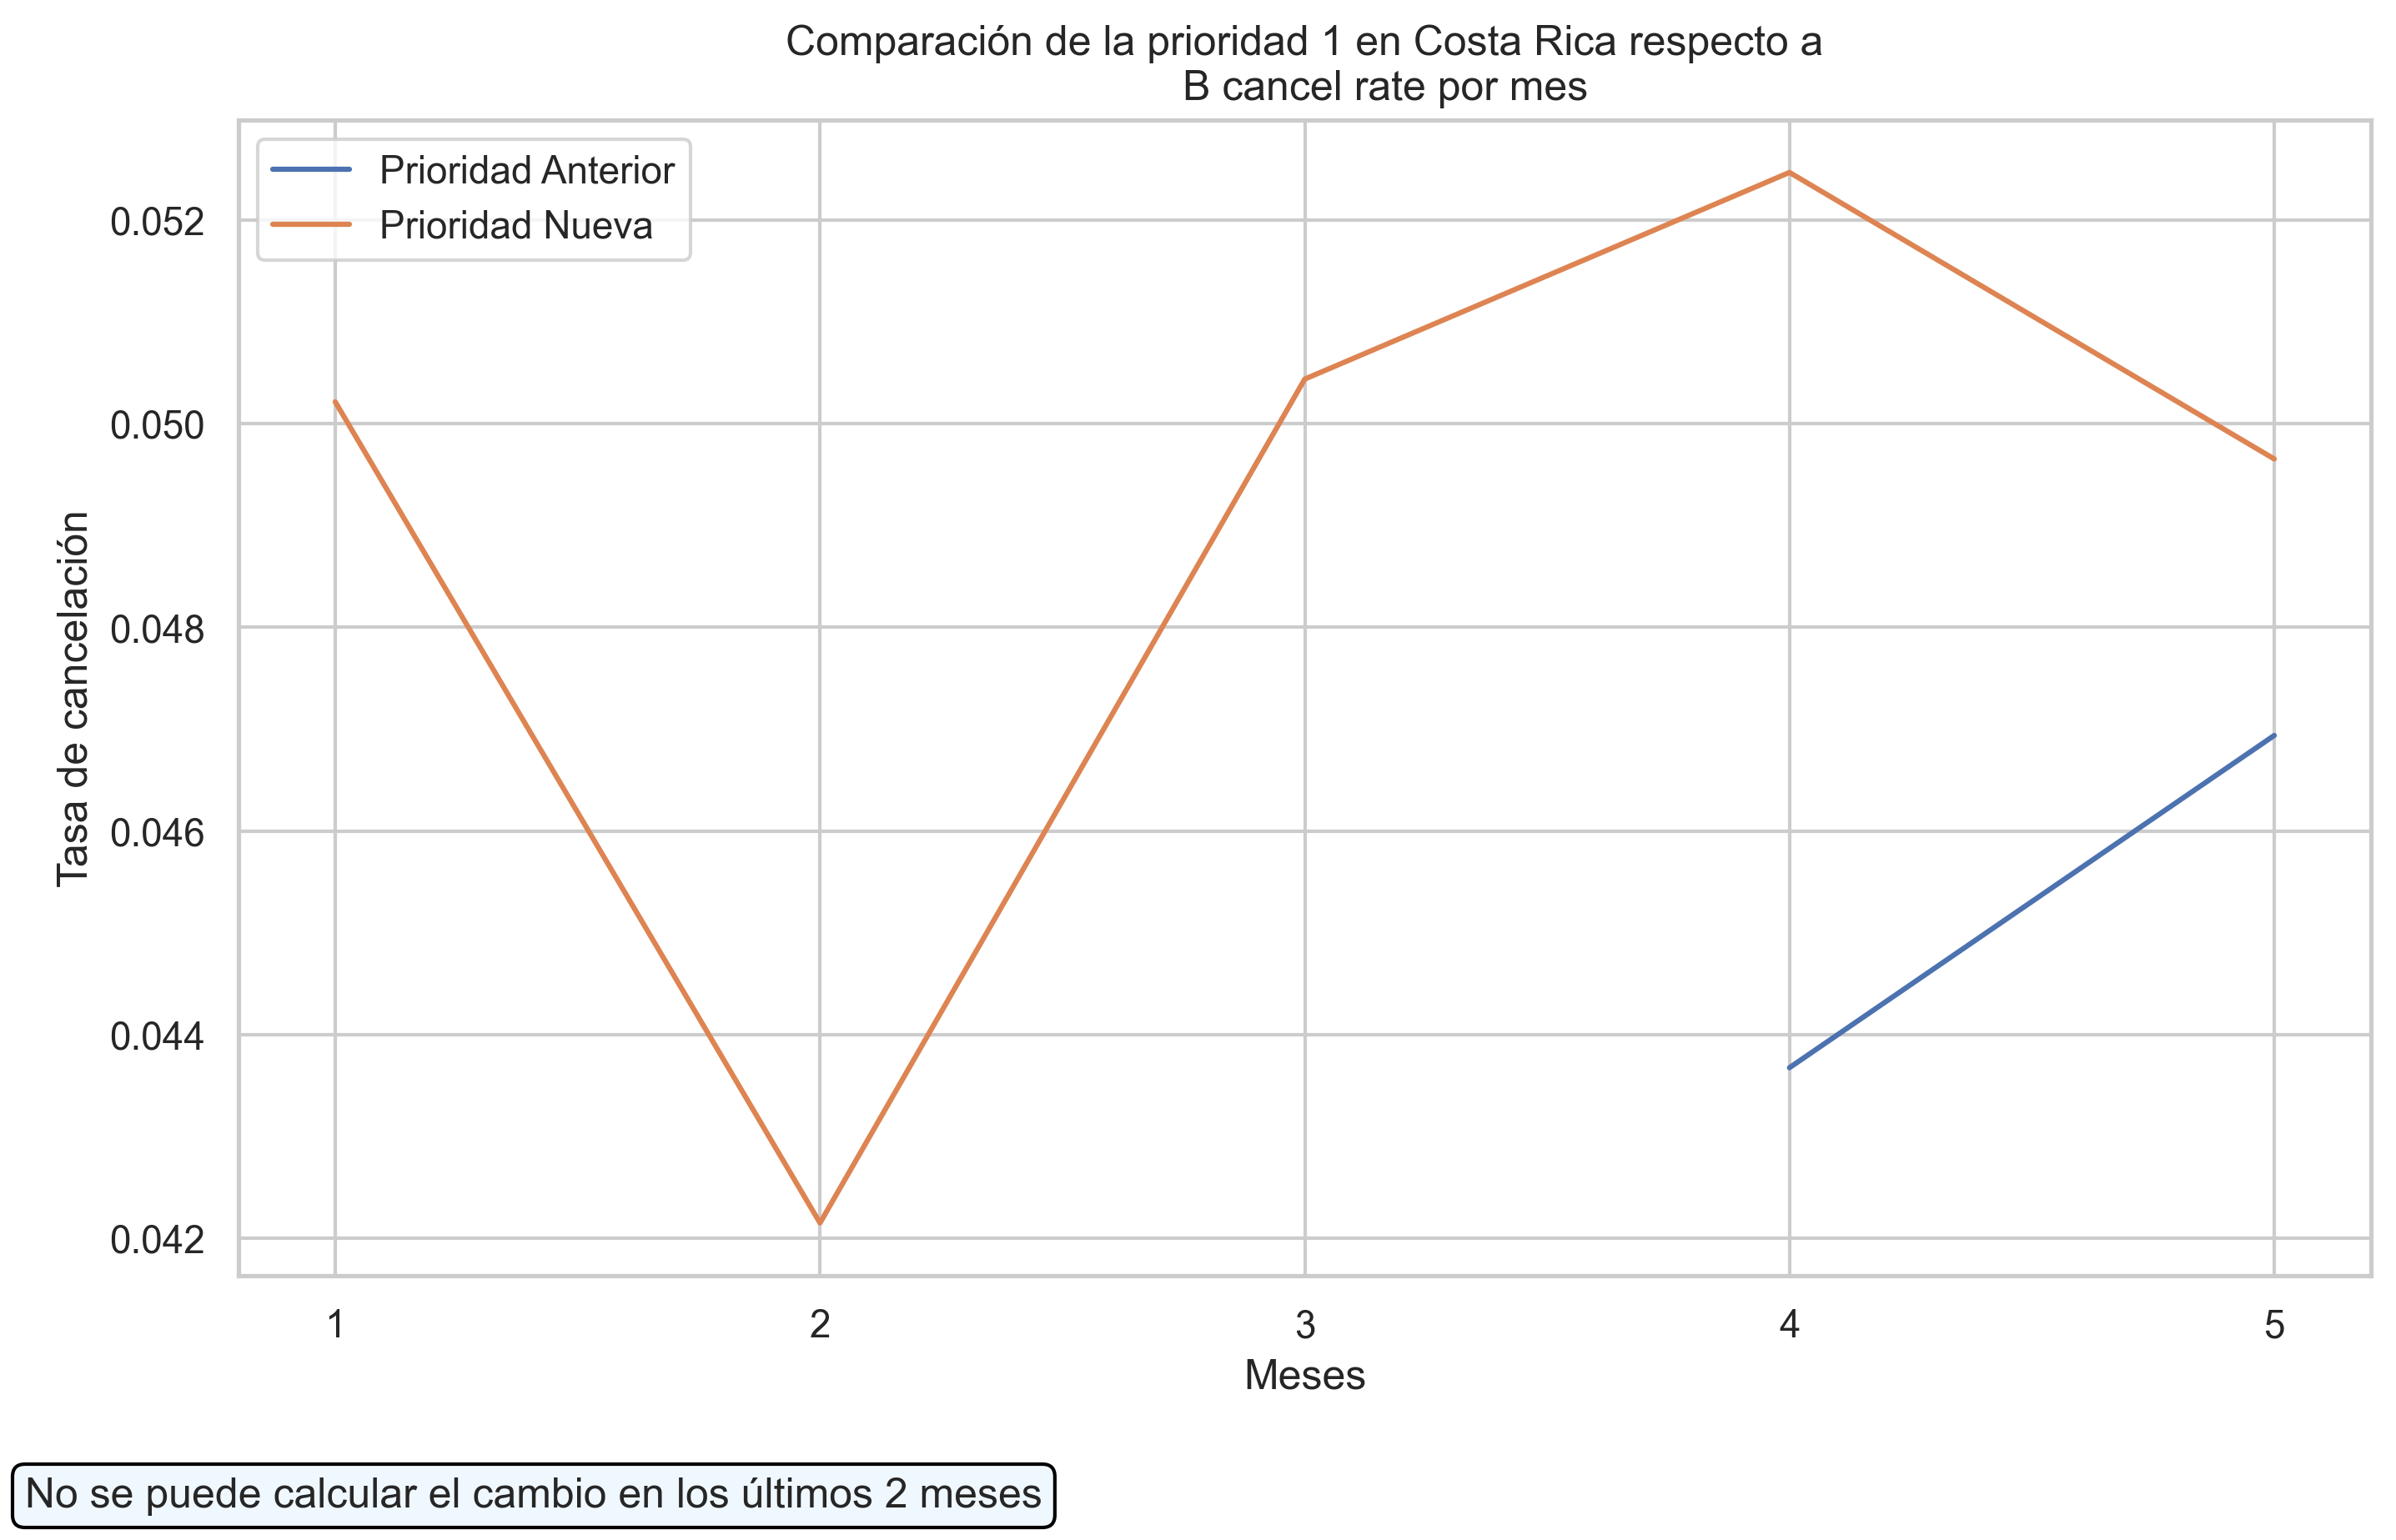 Comparación de la prioridad 1 en Costa Rica respecto a
B cancel rate por mes
Prioridad Anterior
Prioridad Nueva
0.052
0.050
0.048
0.046
0.044
0.042
Tasa de cancelación
1 2 3 4 5
Meses
No se puede calcular el cambio en los últimos 2 meses